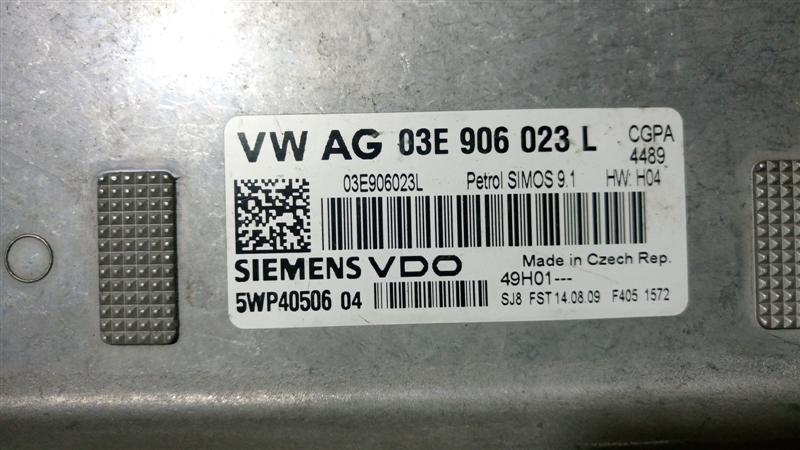 VW AG 03E 906 023 L CGPA
4489
03E906023L Petrol SIMOS 9.1 HW: H04
SIEMENS VDO Made in Czech Rep.
49H01---
5WP40506 04 SJ8 FST 14.08.09 F405 1572